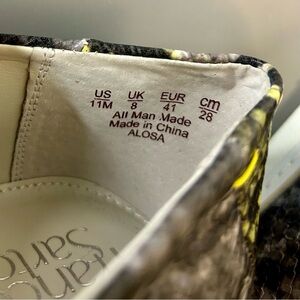 US UK EUR cm
11M 8 41 28
All Man Made
Made in China
ALOSA